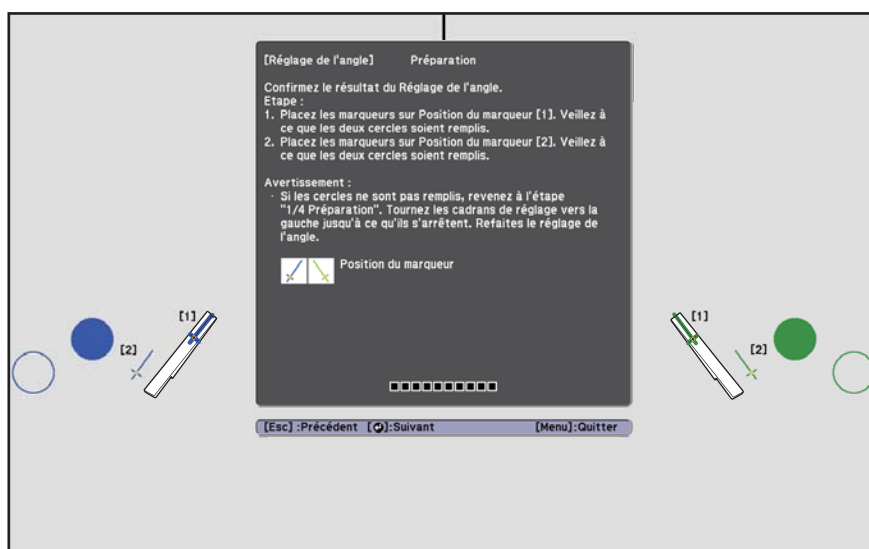 [Réglage de l'angle] Préparation
Confirmez le résultat du Réglage de l'angle.
Etape :
1. Placez les marqueurs sur Position du marqueur [1]. Veillez à
ce que les deux cercles soient remplis.
2. Placez les marqueurs sur Position du marqueur [2]. Veillez à
ce que les deux cercles soient remplis.
Avertissement :
· Si les cercles ne sont pas remplis, revenez à l'étape
"1/4 Préparation". Tournez les cadrans de réglage vers la
gauche jusqu'à ce qu'ils s'arrêtent. Refaites le réglage de
l'angle.
Position du marqueur
[1]
[2]
[1]
[2]
[Esc] :Précédent [⏎]:Suivant [Menu]:Quitter